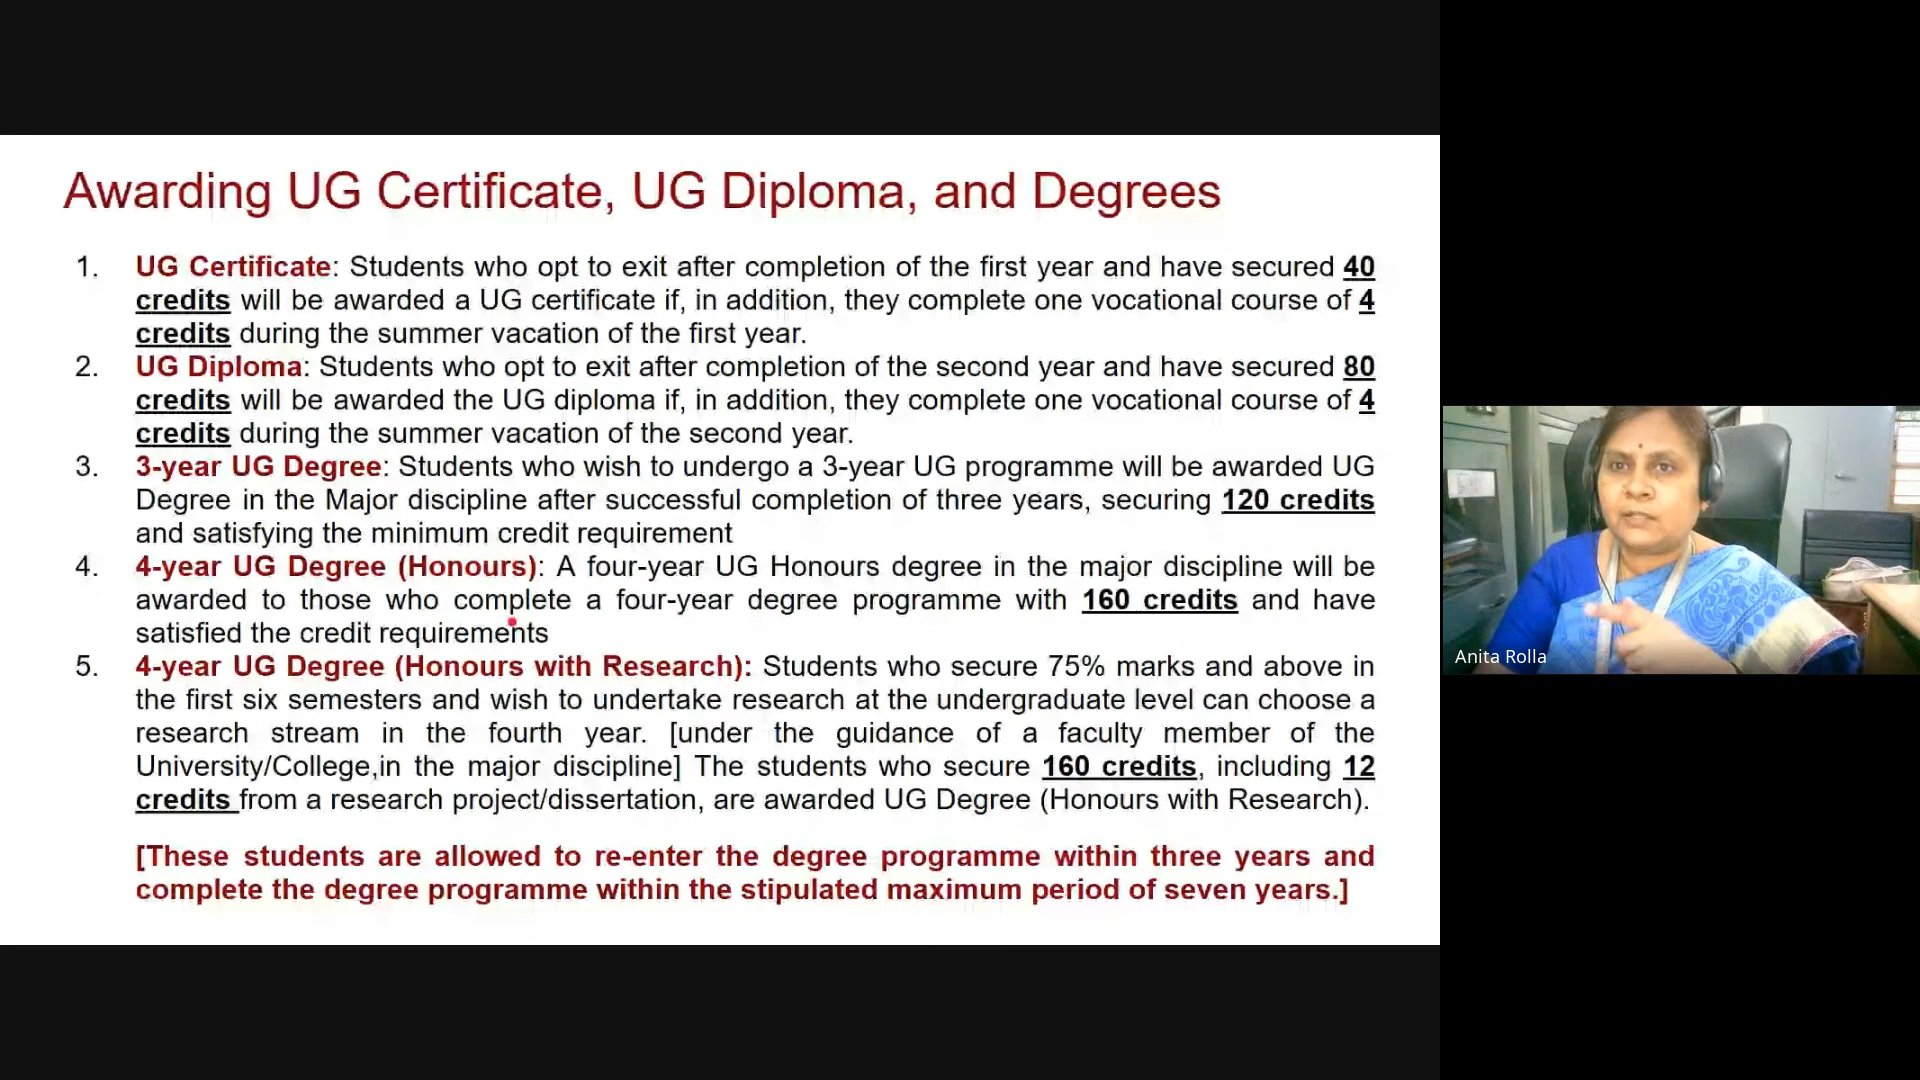 Awarding UG Certificate, UG Diploma, and Degrees
1. UG Certificate: Students who opt to exit after completion of the first year and have secured 40
credits will be awarded a UG certificate if, in addition, they complete one vocational course of 4
credits during the summer vacation of the first year.
2. UG Diploma: Students who opt to exit after completion of the second year and have secured 80
credits will be awarded the UG diploma if, in addition, they complete one vocational course of 4
credits during the summer vacation of the second year.
3. 3-year UG Degree: Students who wish to undergo a 3-year UG programme will be awarded UG
Degree in the Major discipline after successful completion of three years, securing 120 credits
and satisfying the minimum credit requirement
4. 4-year UG Degree (Honours): A four-year UG Honours degree in the major discipline will be
awarded to those who complete a four-year degree programme with 160 credits and have
satisfied the credit requirements
5. 4-year UG Degree (Honours with Research): Students who secure 75% marks and above in
the first six semesters and wish to undertake research at the undergraduate level can choose a
research stream in the fourth year. [under the guidance of a faculty member of the
University/College,in the major discipline] The students who secure 160 credits, including 12
credits from a research project/dissertation, are awarded UG Degree (Honours with Research).
[These students are allowed to re-enter the degree programme within three years and
complete the degree programme within the stipulated maximum period of seven years.]
Anita Rolla